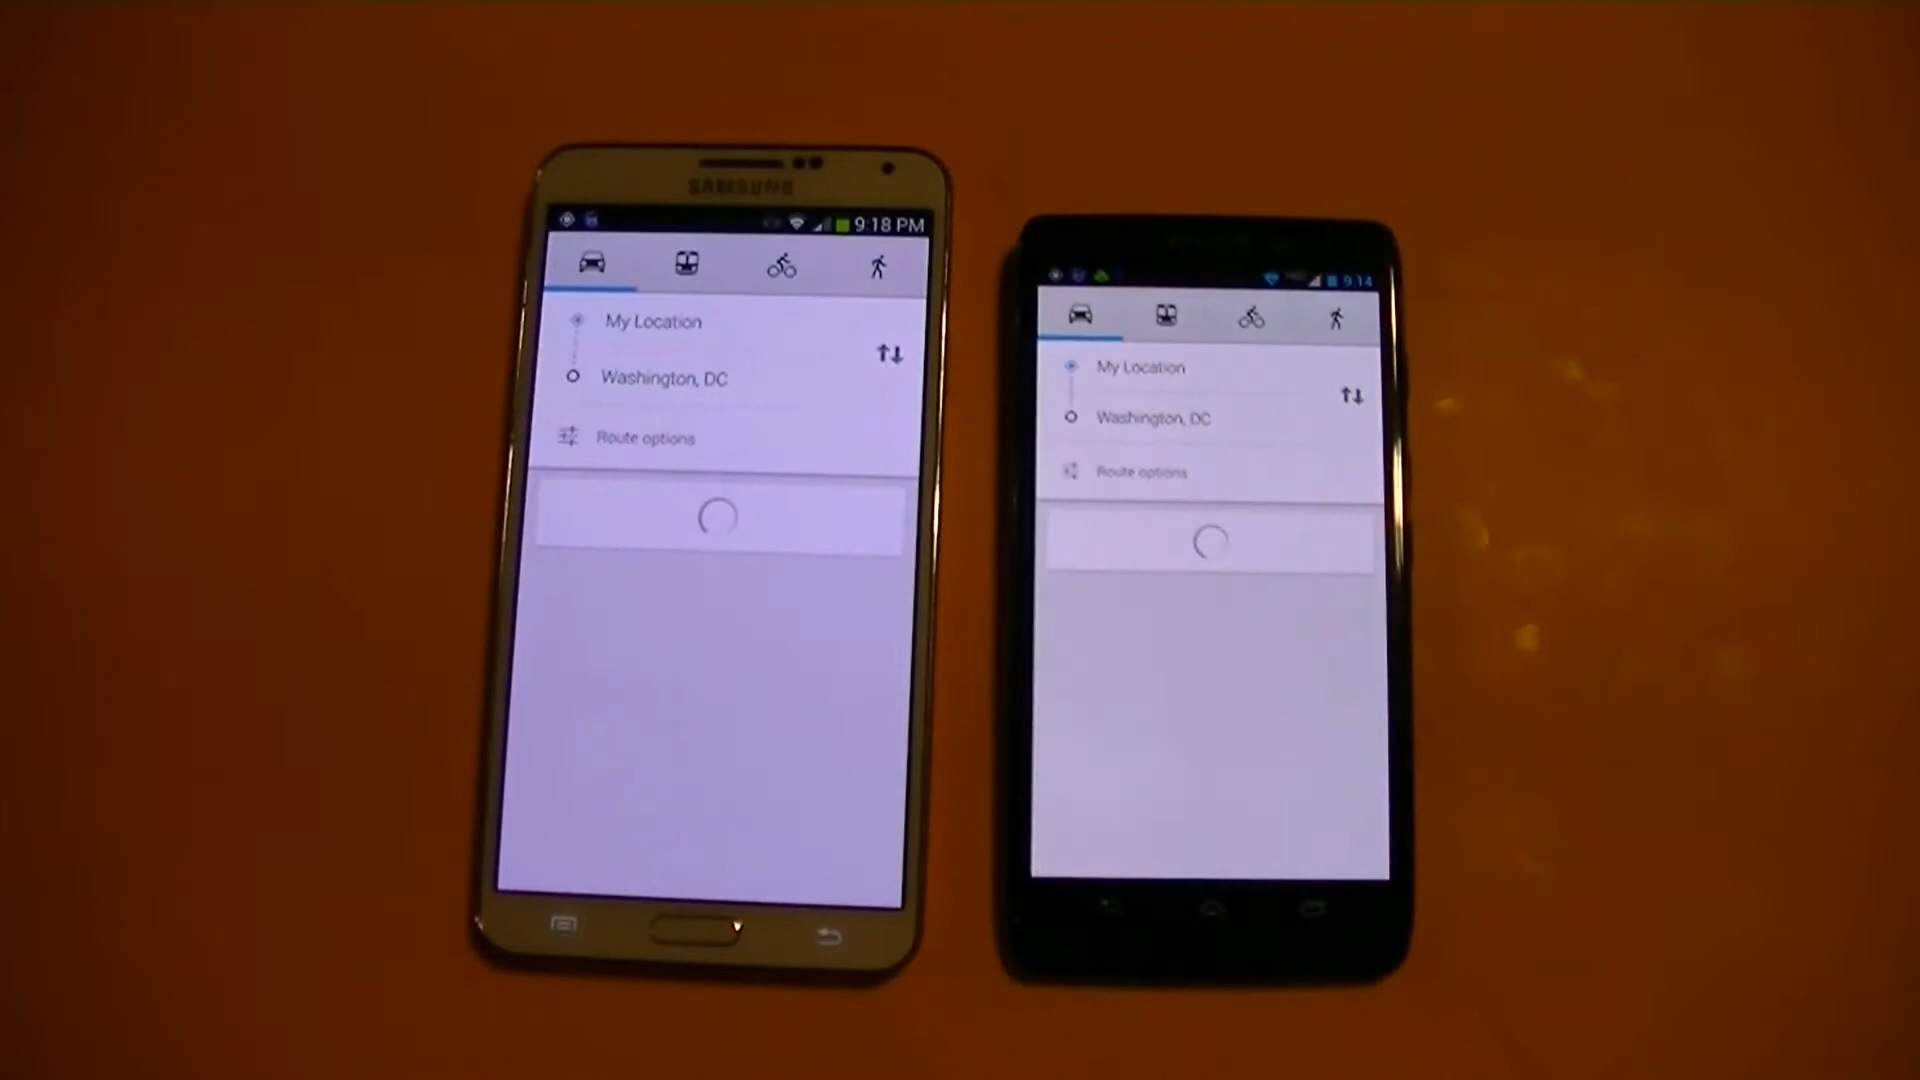 SAMSUNG
9:18 PM
My Location
Washington, DC
Route options
9:14
My Location
Washington, DC
Route options